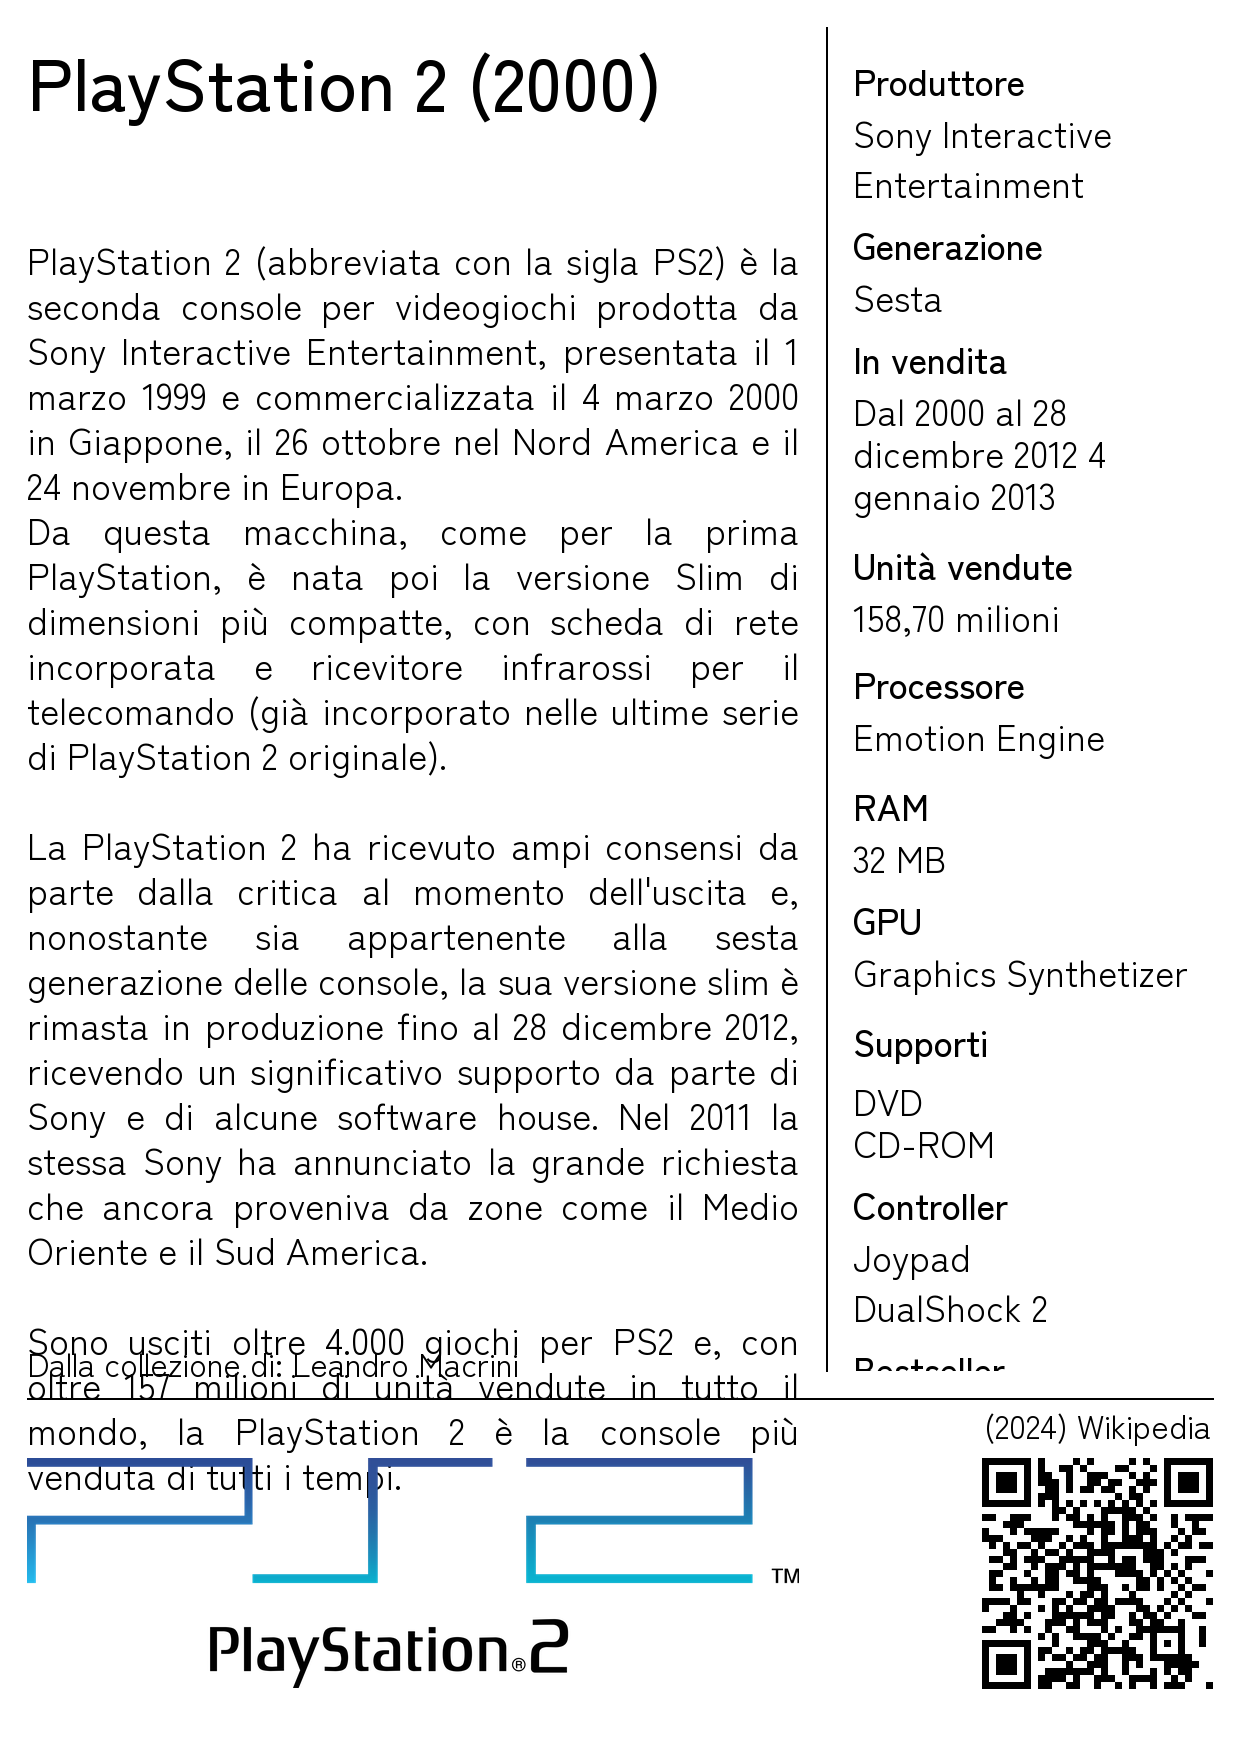 PlayStation 2 (2000)
PlayStation 2 (abbreviata con la sigla PS2) è la
seconda console per videogiochi prodotta da
Sony Interactive Entertainment, presentata il 1
marzo 1999 e commercializzata il 4 marzo 2000
in Giappone, il 26 ottobre nel Nord America e il
24 novembre in Europa.
Da questa macchina, come per la prima
PlayStation, è nata poi la versione Slim di
dimensioni più compatte, con scheda di rete
incorporata e ricevitore infrarossi per il
telecomando (già incorporato nelle ultime serie
di PlayStation 2 originale).
La PlayStation 2 ha ricevuto ampi consensi da
parte dalla critica al momento dell'uscita e,
nonostante sia appartenente alla sesta
generazione delle console, la sua versione slim è
rimasta in produzione fino al 28 dicembre 2012,
ricevendo un significativo supporto da parte di
Sony e di alcune software house. Nel 2011 la
stessa Sony ha annunciato la grande richiesta
che ancora proveniva da zone come il Medio
Oriente e il Sud America.
Sono usciti oltre 4.000 giochi per PS2 e, con
oltre 157 milioni di unità vendute in tutto il
mondo, la PlayStation 2 è la console più
venduta di tutti i tempi.
Dalla collezione di: Leandro Macrini
Produttore
Sony Interactive
Entertainment
Generazione
Sesta
In vendita
Dal 2000 al 28
dicembre 2012 4
gennaio 2013
Unità vendute
158,70 milioni
Processore
Emotion Engine
RAM
32 MB
GPU
Graphics Synthetizer
Supporti
DVD
CD-ROM
Controller
Joypad
DualShock 2
Bestseller
(2024) Wikipedia
PS2 ™
PlayStation®2